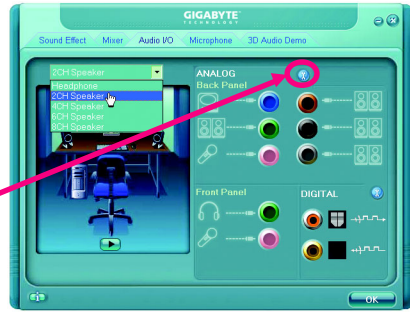 GIGABYTE
TECHNOLOGY
Sound Effect
Mixer
Audio I/O
Microphone
3D Audio Demo
2CH Speaker
Headphone
2CH Speaker
4CH Speaker
6CH Speaker
8CH Speaker
ANALOG
Back Panel
Front Panel
DIGITAL
OK